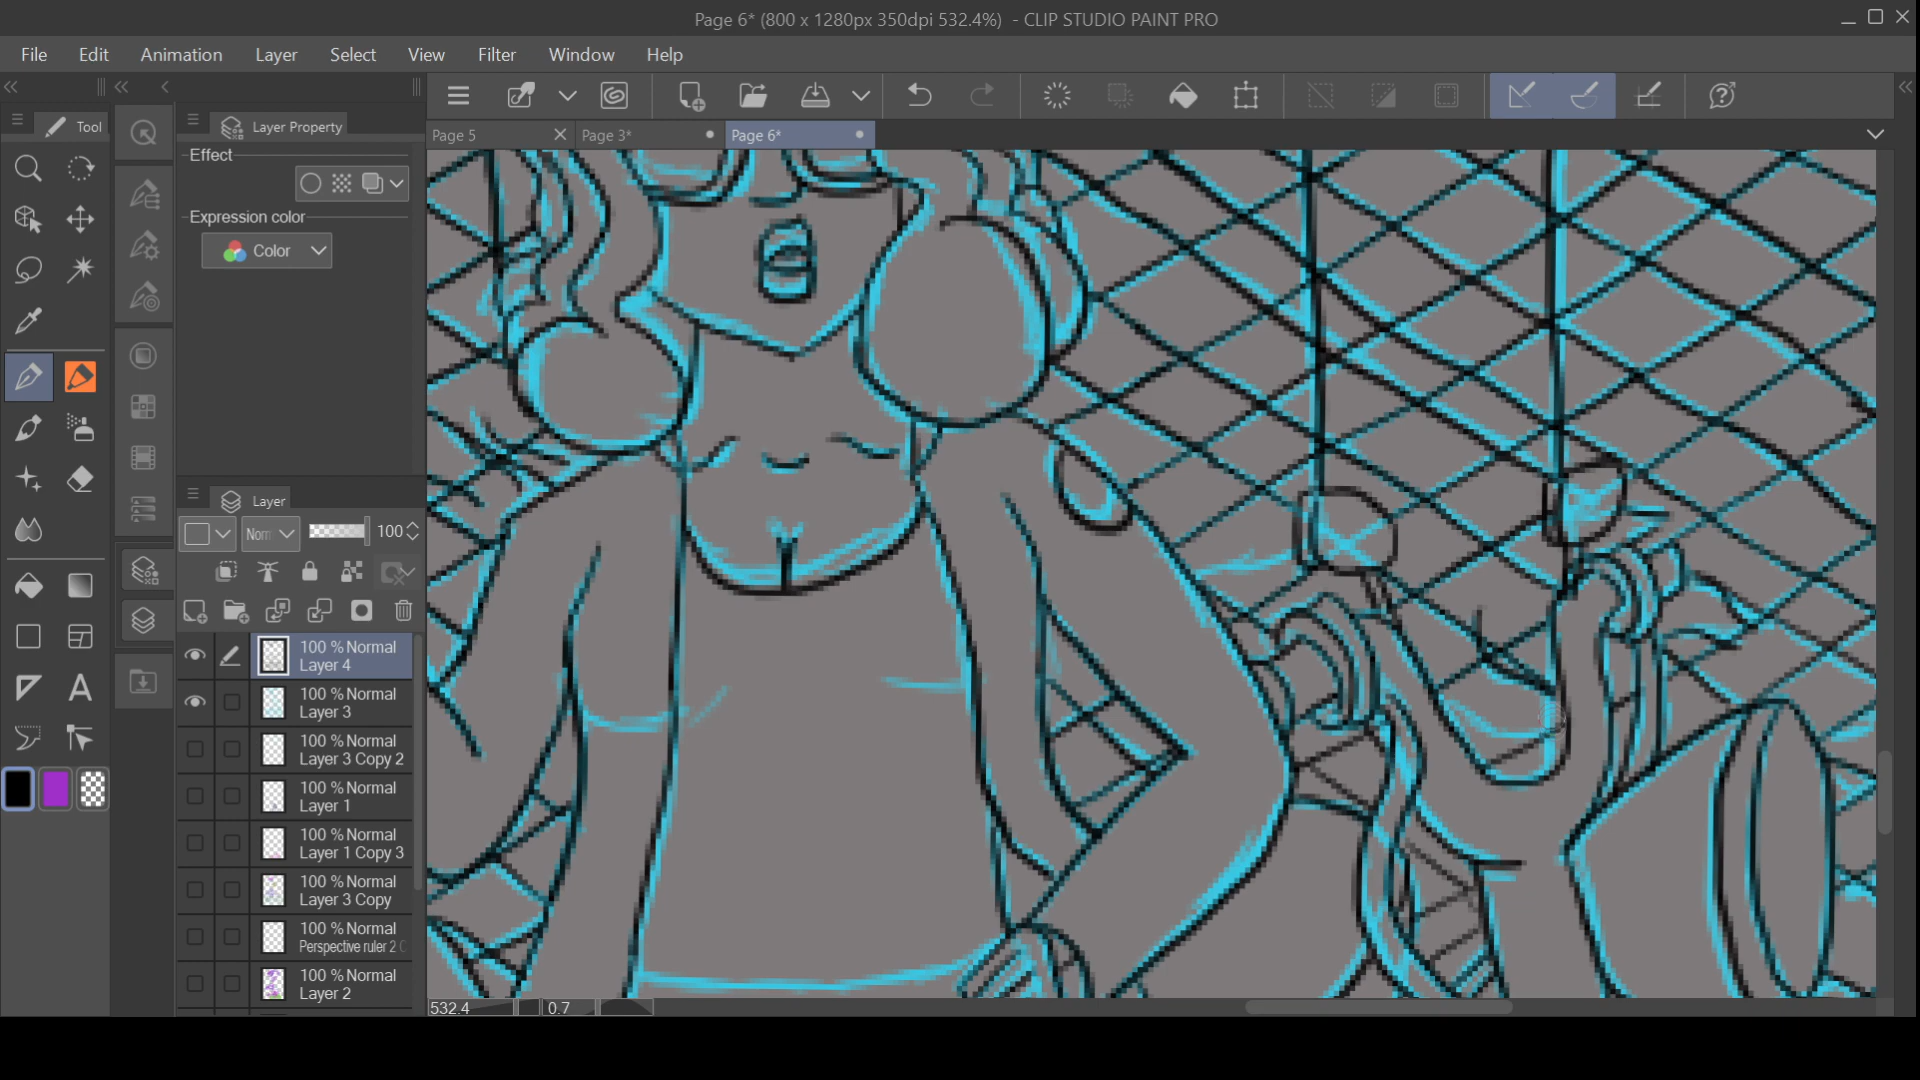 Page 6* (800 x 1280px 350dpi 532.4%) - CLIP STUDIO PAINT PRO
File Edit Animation Layer Select View Filter Window Help
Tool
Layer Property
Page 5
Page 3*
Page 6*
Effect
Expression color
Color
Layer
Norm 100
100 % Normal
Layer 4
100 % Normal
Layer 3
100 % Normal
Layer 3 Copy 2
100 % Normal
Layer 1
100 % Normal
Layer 1 Copy 3
100 % Normal
Layer 3 Copy
100 % Normal
Perspective ruler 2 C
100 % Normal
Layer 2
532.4 0.7